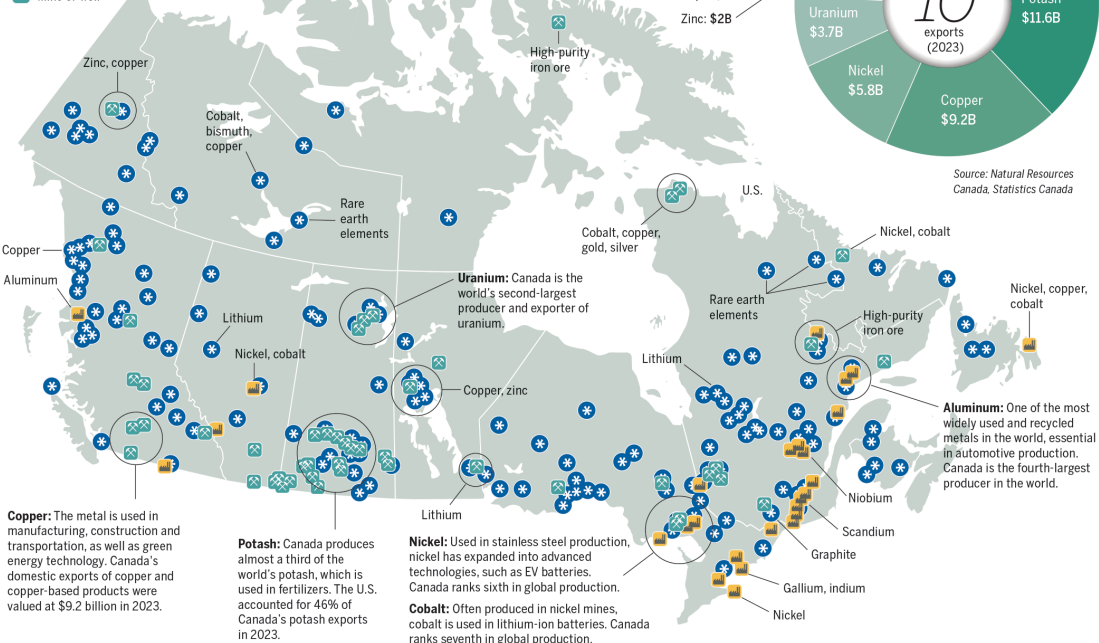 Zinc: $2B
Uranium
$3.7B
Nickel
$5.8B
Copper
$9.2B
Potash
$11.6B
10
exports
(2023)
Source: Natural Resources
Canada, Statistics Canada
High-purity
iron ore
Zinc, copper
Cobalt,
bismuth,
copper
Rare
earth
elements
Cobalt, copper,
gold, silver
U.S.
Nickel, cobalt
Copper
Aluminum
Uranium: Canada is the
world's second-largest
producer and exporter of
uranium.
Rare earth
elements
High-purity
iron ore
Nickel, copper,
cobalt
Lithium
Nickel, cobalt
Lithium
Copper, zinc
Aluminum: One of the most
widely used and recycled
metals in the world, essential
in automotive production.
Canada is the fourth-largest
producer in the world.
Lithium
Niobium
Scandium
Graphite
Gallium, indium
Nickel
Copper: The metal is used in
manufacturing, construction and
transportation, as well as green
energy technology. Canada's
domestic exports of copper and
copper-based products were
valued at $9.2 billion in 2023.
Potash: Canada produces
almost a third of the
world's potash, which is
used in fertilizers. The U.S.
accounted for 46% of
Canada's potash exports
in 2023.
Nickel: Used in stainless steel production,
nickel has expanded into advanced
technologies, such as EV batteries.
Canada ranks sixth in global production.
Cobalt: Often produced in nickel mines,
cobalt is used in lithium-ion batteries. Canada
ranks seventh in global production.